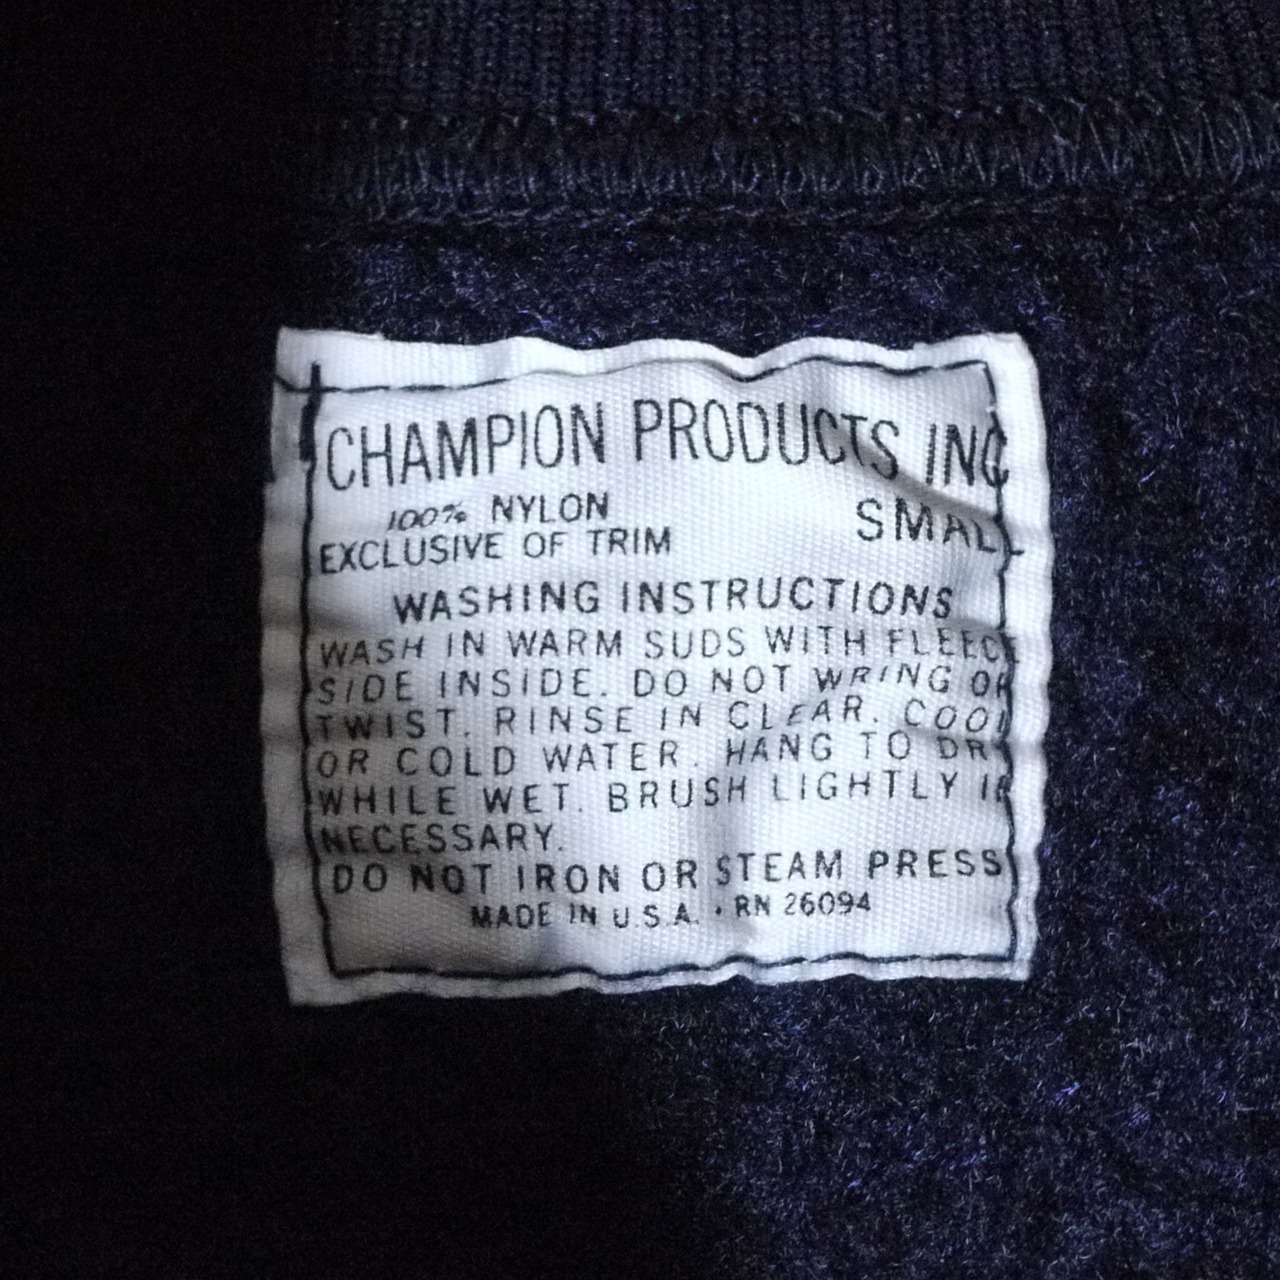 CHAMPION PRODUCTS INC
100% NYLON SMALL
EXCLUSIVE OF TRIM
WASHING INSTRUCTIONS
WASH IN WARM SUDS WITH FLEECE
SIDE INSIDE. DO NOT WRING OR
TWIST. RINSE IN CLEAR. COOL
OR COLD WATER. HANG TO DRY
WHILE WET. BRUSH LIGHTLY IF
NECESSARY.
DO NOT IRON OR STEAM PRESS
MADE IN U.S.A. • RN 26094